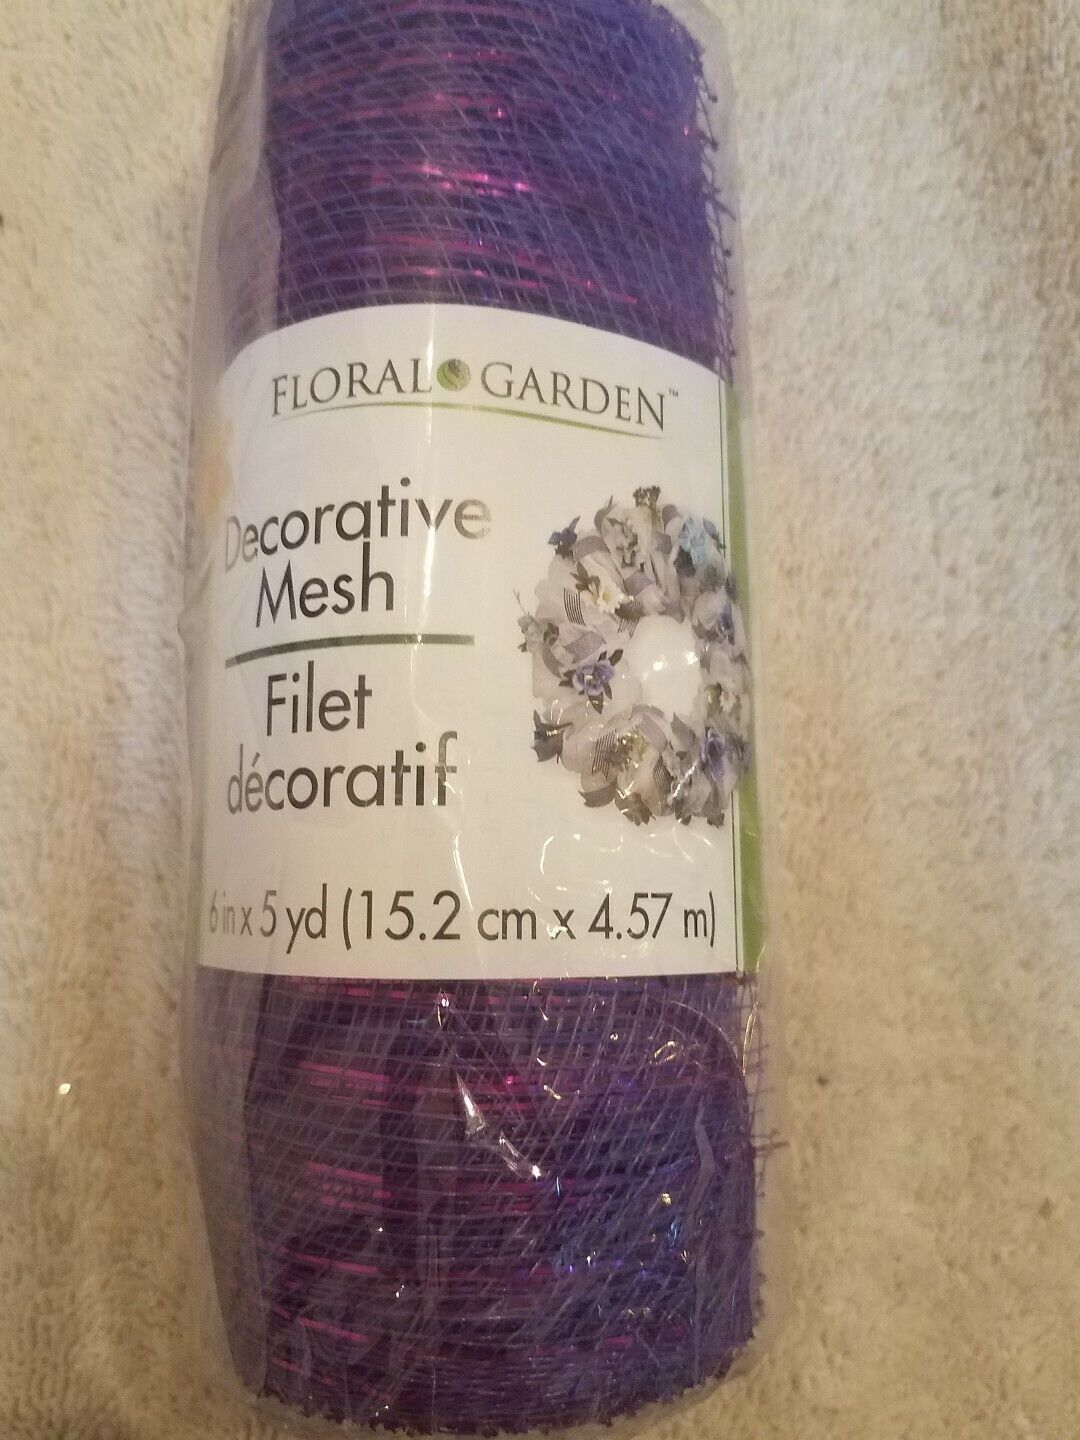 FLORAL GARDEN™
Decorative
Mesh
Filet
décoratif
6 in x 5 yd (15.2 cm x 4.57 m)